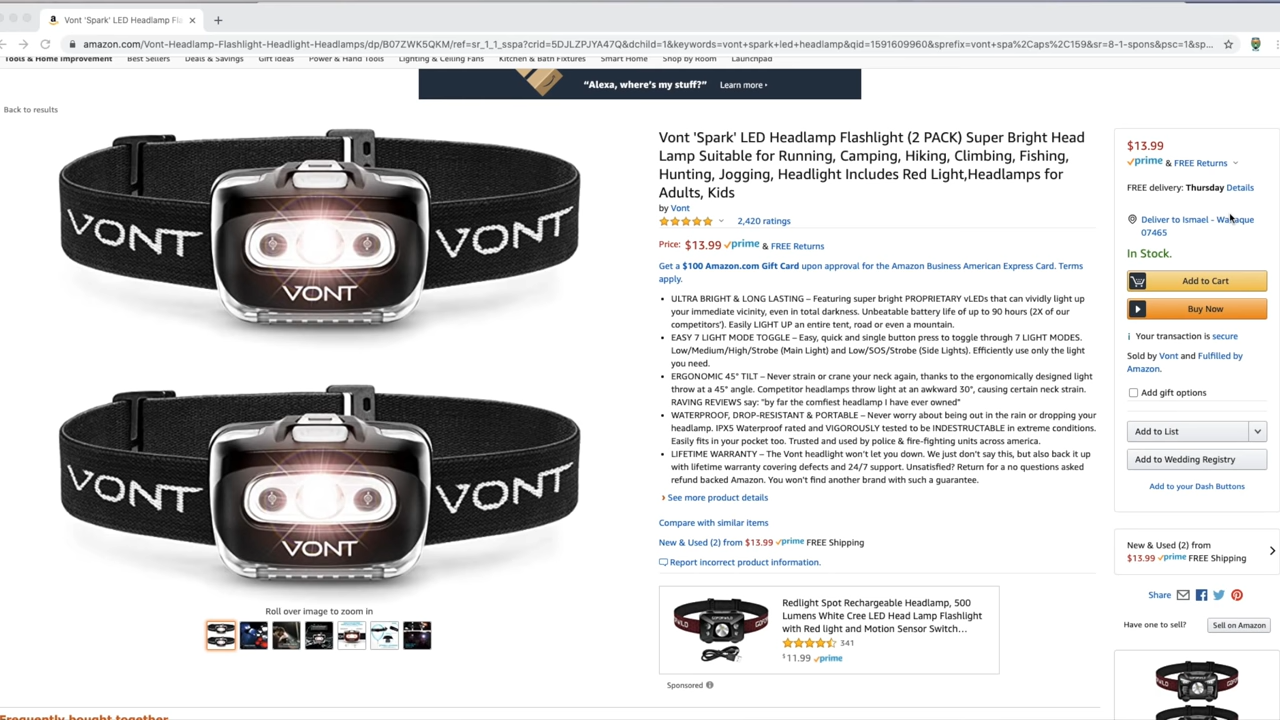 Vont 'Spark' LED Headlamp Fla
amazon.com/Vont-Headlamp-Flashlight-Headlight-Headlamps/dp/B07ZWK5QKM/ref=sr_1_1_sspa?crid=5DJLZPJYA47Q&dchild=1&keywords=vont+spark+led+headlamp&qid=1591609960&sprefix=vont+spa%2Caps%2C159&sr=8-1-spons&psc=1&sp...
Tools & Home Improvement Best Sellers Deals & Savings Gift Ideas Power & Hand Tools Lighting & Ceiling Fans Kitchen & Bath Fixtures Smart Home Shop by Room Launchpad
"Alexa, where's my stuff?" Learn more
Back to results
VONT VONT
VONT
VONT VONT
VONT
Roll over image to zoom in
Vont 'Spark' LED Headlamp Flashlight (2 PACK) Super Bright Head
Lamp Suitable for Running, Camping, Hiking, Climbing, Fishing,
Hunting, Jogging, Headlight Includes Red Light,Headlamps for
Adults, Kids
by Vont
2,420 ratings
Price: $13.99 prime & FREE Returns
Get a $100 Amazon.com Gift Card upon approval for the Amazon Business American Express Card. Terms
apply.
• ULTRA BRIGHT & LONG LASTING – Featuring super bright PROPRIETARY vLEDs that can vividly light up
your immediate vicinity, even in total darkness. Unbeatable battery life of up to 90 hours (2X of our
competitors'). Easily LIGHT UP an entire tent, road or even a mountain.
• EASY 7 LIGHT MODE TOGGLE – Easy, quick and single button press to toggle through 7 LIGHT MODES.
Low/Medium/High/Strobe (Main Light) and Low/SOS/Strobe (Side Lights). Efficiently use only the light
you need.
• ERGONOMIC 45° TILT – Never strain or crane your neck again, thanks to the ergonomically designed light
throw at a 45° angle. Competitor headlamps throw light at an awkward 30°, causing certain neck strain.
RAVING REVIEWS say: "by far the comfiest headlamp I have ever owned"
• WATERPROOF, DROP-RESISTANT & PORTABLE – Never worry about being out in the rain or dropping your
headlamp. IPX5 Waterproof rated and VIGOROUSLY tested to be INDESTRUCTABLE in extreme conditions.
Easily fits in your pocket too. Trusted and used by police & fire-fighting units across america.
• LIFETIME WARRANTY – The Vont headlight won't let you down. We just don't say this, but also back it up
with lifetime warranty covering defects and 24/7 support. Unsatisfied? Return for a no questions asked
refund backed Amazon. You won't find another brand with such a guarantee.
See more product details
Compare with similar items
New & Used (2) from $13.99 prime FREE Shipping
Report incorrect product information.
Redlight Spot Rechargeable Headlamp, 500
Lumens White Cree LED Head Lamp Flashlight
with Red light and Motion Sensor Switch...
341
$11.99 prime
Sponsored
$13.99
prime & FREE Returns
FREE delivery: Thursday Details
Deliver to Ismael - Wanaque
07465
In Stock.
Add to Cart
Buy Now
Your transaction is secure
Sold by Vont and Fulfilled by
Amazon.
Add gift options
Add to List
Add to Wedding Registry
Add to your Dash Buttons
New & Used (2) from
$13.99 prime FREE Shipping
Share
Have one to sell? Sell on Amazon
Frequently bought together